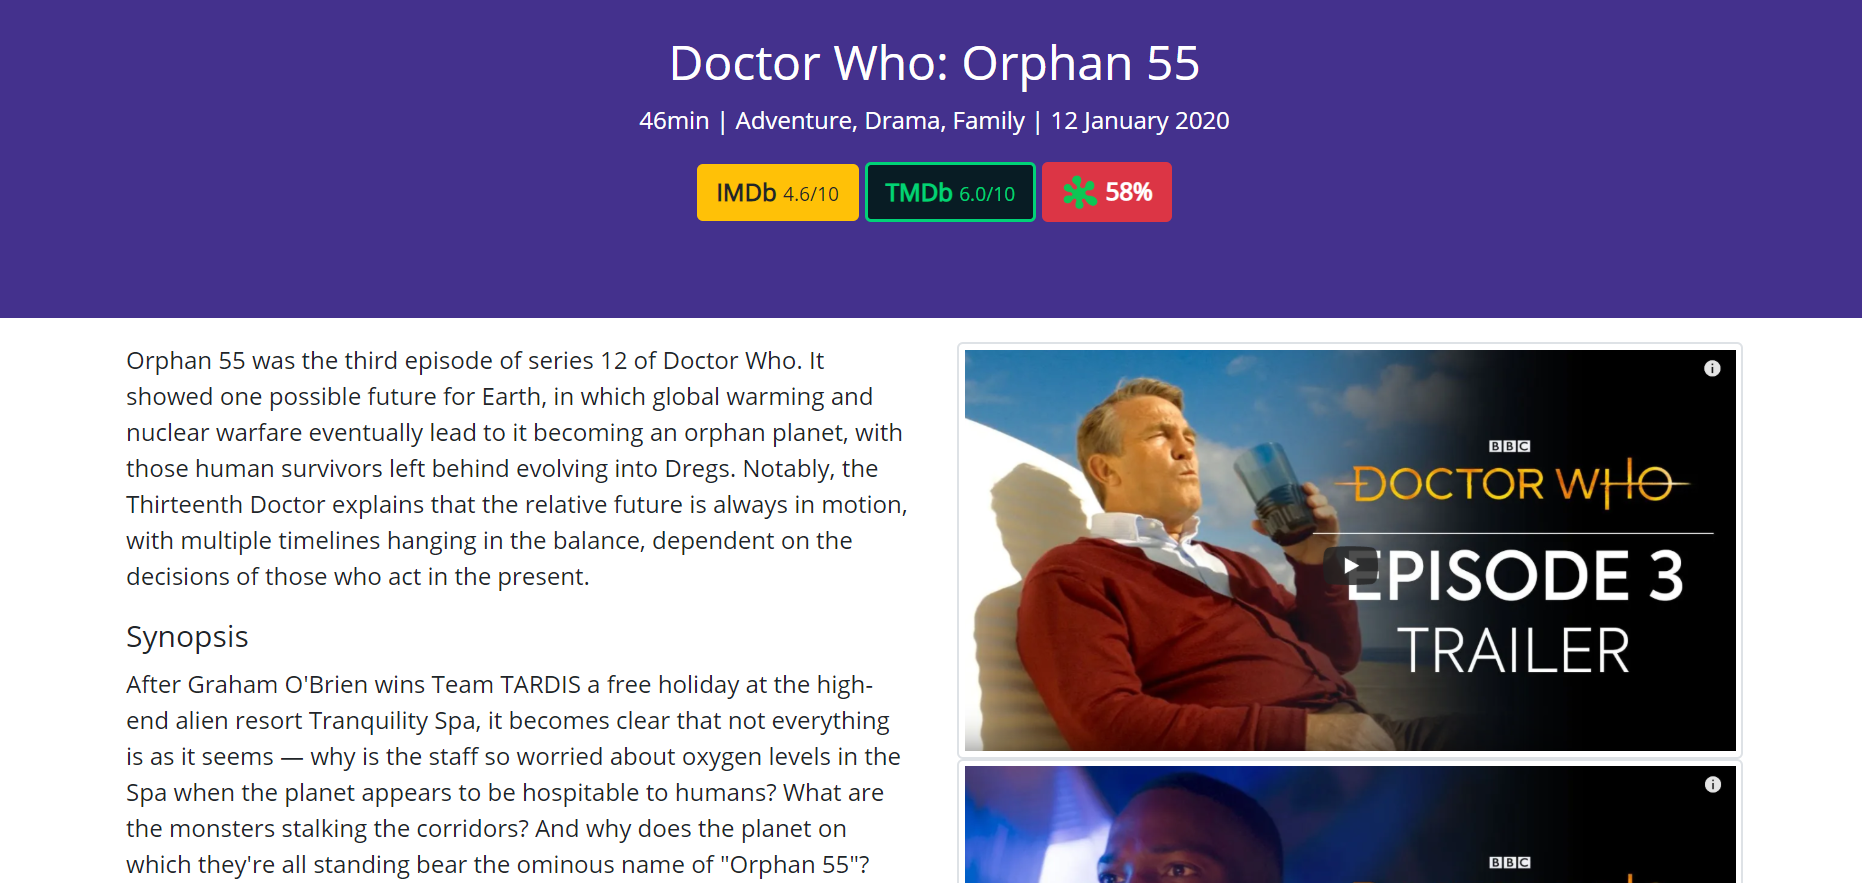 Doctor Who: Orphan 55
46min | Adventure, Drama, Family | 12 January 2020
IMDb 4.6/10 TMDb 6.0/10 58%
Orphan 55 was the third episode of series 12 of Doctor Who. It
showed one possible future for Earth, in which global warming and
nuclear warfare eventually lead to it becoming an orphan planet, with
those human survivors left behind evolving into Dregs. Notably, the
Thirteenth Doctor explains that the relative future is always in motion,
with multiple timelines hanging in the balance, dependent on the
decisions of those who act in the present.
Synopsis
After Graham O'Brien wins Team TARDIS a free holiday at the high-
end alien resort Tranquility Spa, it becomes clear that not everything
is as it seems — why is the staff so worried about oxygen levels in the
Spa when the planet appears to be hospitable to humans? What are
the monsters stalking the corridors? And why does the planet on
which they're all standing bear the ominous name of "Orphan 55"?
BBC
DOCTOR WHO
EPISODE 3
TRAILER
BBC